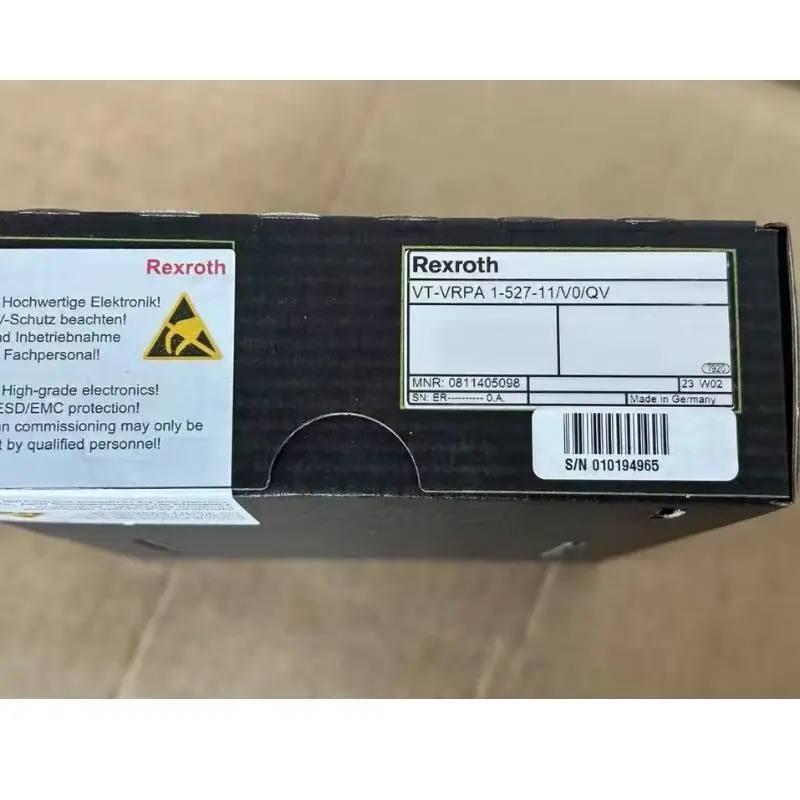 Rexroth
Hochwertige Elektronik!
V-Schutz beachten!
nd Inbetriebnahme
Fachpersonal!
High-grade electronics!
ESD/EMC protection!
an commissioning may only be
t by qualified personnel!
Rexroth
VT-VRPA 1-527-11/V0/QV
7920
MNR: 0811405098
23 W02
SN: ER---------- 0.A.
Made in Germany
S/N 010194965